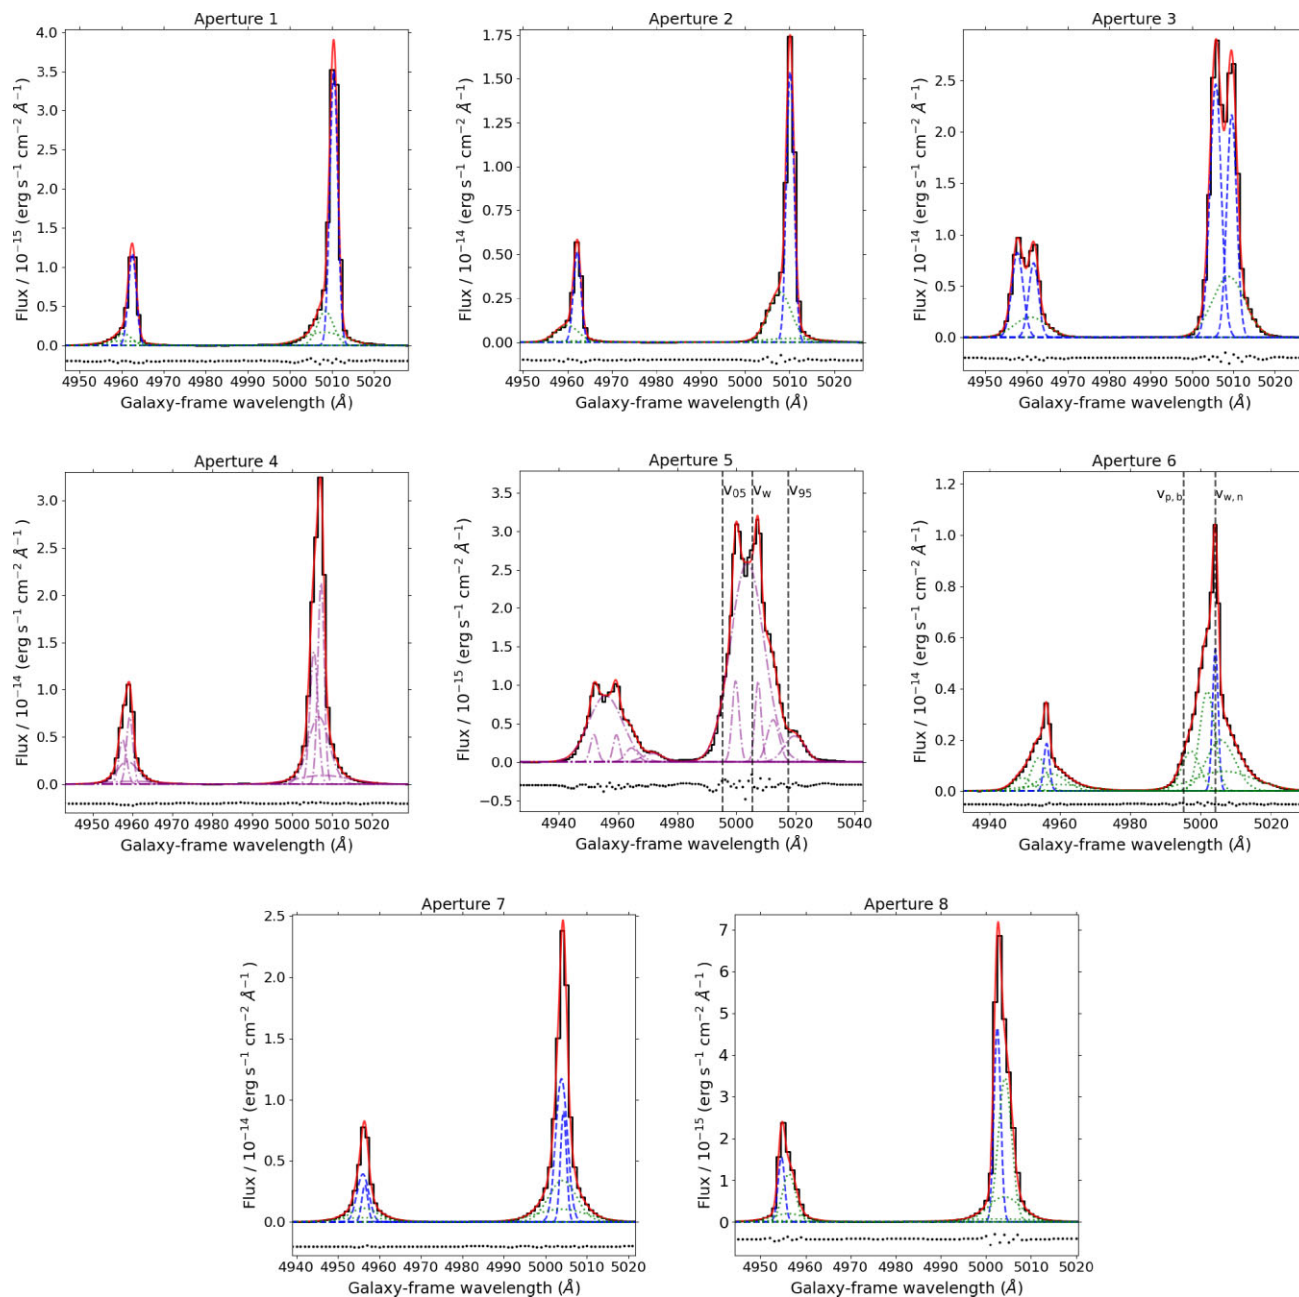 Aperture 1
Flux / 10⁻¹⁵ (erg s⁻¹ cm⁻² Å⁻¹)
4.0
3.5
3.0
2.5
2.0
1.5
1.0
0.5
0.0
4950 4960 4970 4980 4990 5000 5010 5020
Galaxy-frame wavelength (Å)
Aperture 2
Flux / 10⁻¹⁴ (erg s⁻¹ cm⁻² Å⁻¹)
1.75
1.50
1.25
1.00
0.75
0.50
0.25
0.00
4950 4960 4970 4980 4990 5000 5010 5020
Galaxy-frame wavelength (Å)
Aperture 3
Flux / 10⁻¹⁴ (erg s⁻¹ cm⁻² Å⁻¹)
2.5
2.0
1.5
1.0
0.5
0.0
4950 4960 4970 4980 4990 5000 5010 5020
Galaxy-frame wavelength (Å)
Aperture 4
Flux / 10⁻¹⁴ (erg s⁻¹ cm⁻² Å⁻¹)
3.0
2.5
2.0
1.5
1.0
0.5
0.0
4950 4960 4970 4980 4990 5000 5010 5020
Galaxy-frame wavelength (Å)
Aperture 5
Flux / 10⁻¹⁵ (erg s⁻¹ cm⁻² Å⁻¹)
3.5
3.0
2.5
2.0
1.5
1.0
0.5
0.0
−0.5
v₀₅ v_w v₉₅
4940 4960 4980 5000 5020 5040
Galaxy-frame wavelength (Å)
Aperture 6
Flux / 10⁻¹⁴ (erg s⁻¹ cm⁻² Å⁻¹)
1.2
1.0
0.8
0.6
0.4
0.2
0.0
v_p,b v_w,n
4940 4960 4980 5000 5020
Galaxy-frame wavelength (Å)
Aperture 7
Flux / 10⁻¹⁴ (erg s⁻¹ cm⁻² Å⁻¹)
2.5
2.0
1.5
1.0
0.5
0.0
4940 4950 4960 4970 4980 4990 5000 5010 5020
Galaxy-frame wavelength (Å)
Aperture 8
Flux / 10⁻¹⁵ (erg s⁻¹ cm⁻² Å⁻¹)
7
6
5
4
3
2
1
0
4950 4960 4970 4980 4990 5000 5010 5020
Galaxy-frame wavelength (Å)